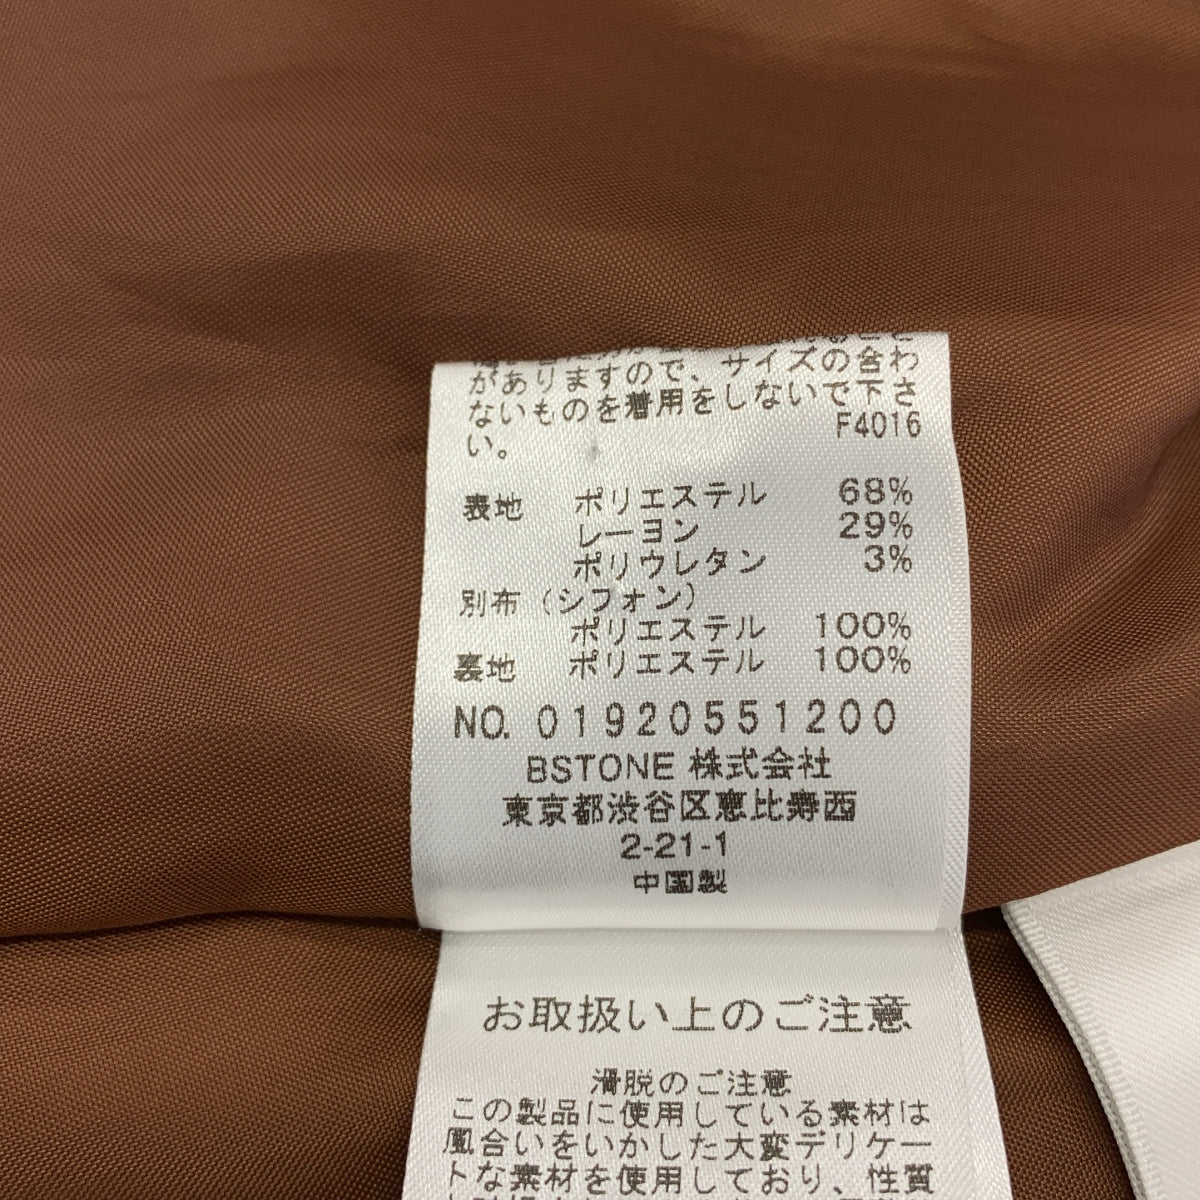 がありますので、サイズの合わ
ないものを着用をしないで下さ
い。
F4016
表地 ポリエステル 68%
レーヨン 29%
ポリウレタン 3%
別布(シフォン)
ポリエステル 100%
裏地 ポリエステル 100%
NO. 01920551200
BSTONE 株式会社
東京都渋谷区恵比寿西
2-21-1
中国製
お取扱い上のご注意
滑脱のご注意
この製品に使用している素材は
風合いをいかした大変デリケー
トな素材を使用しており、性質